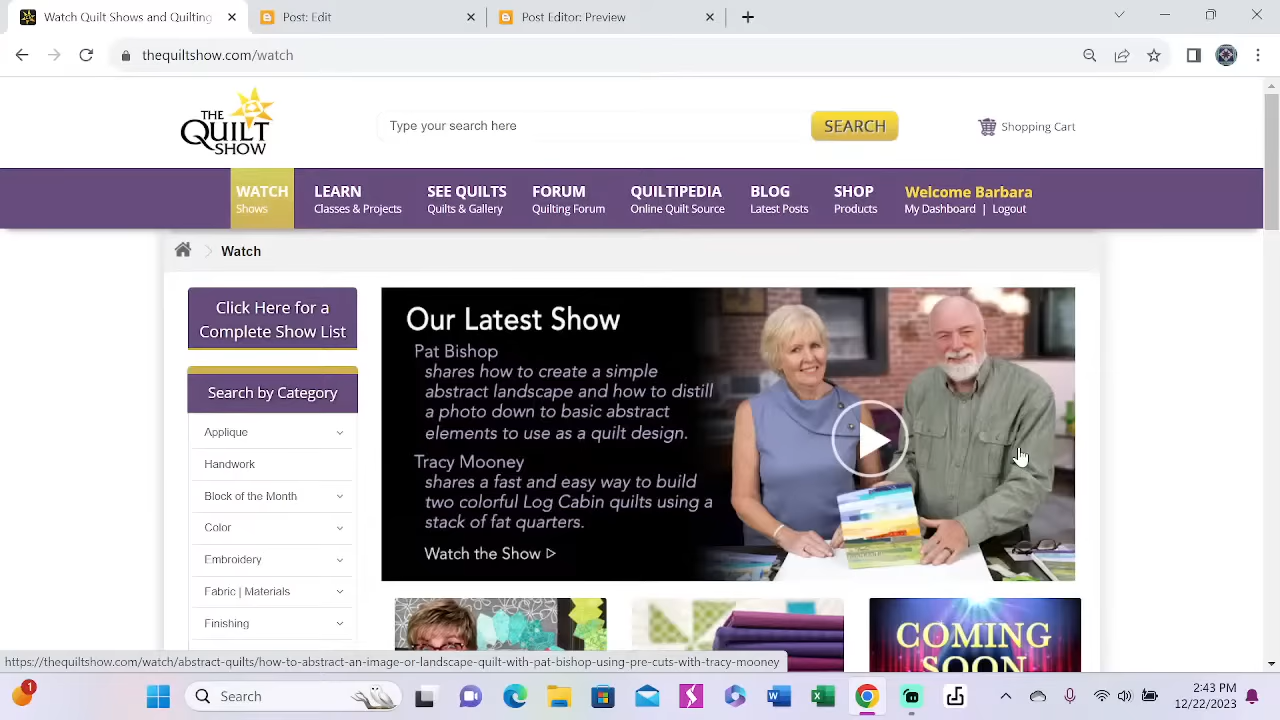 Watch Quilt Shows and Quilting
Post: Edit
Post Editor: Preview
thequiltshow.com/watch
THE
QUILT
SHOW
Type your search here
SEARCH
Shopping Cart
WATCH LEARN SEE QUILTS FORUM QUILTIPEDIA BLOG SHOP Welcome Barbara
Shows Classes & Projects Quilts & Gallery Quilting Forum Online Quilt Source Latest Posts Products My Dashboard | Logout
Watch
Click Here for a
Complete Show List
Search by Category
Applique
Handwork
Block of the Month
Color
Embroidery
Fabric | Materials
Finishing
Our Latest Show
Pat Bishop
shares how to create a simple
abstract landscape and how to distill
a photo down to basic abstract
elements to use as a quilt design.
Tracy Mooney
shares a fast and easy way to build
two colorful Log Cabin quilts using a
stack of fat quarters.
Watch the Show
COMING
SOON
https://thequiltshow.com/watch/abstract-quilts/how-to-abstract-an-image-or-landscape-quilt-with-pat-bishop-using-pre-cuts-with-tracy-mooney
1
Search
2:43 PM
12/22/2023